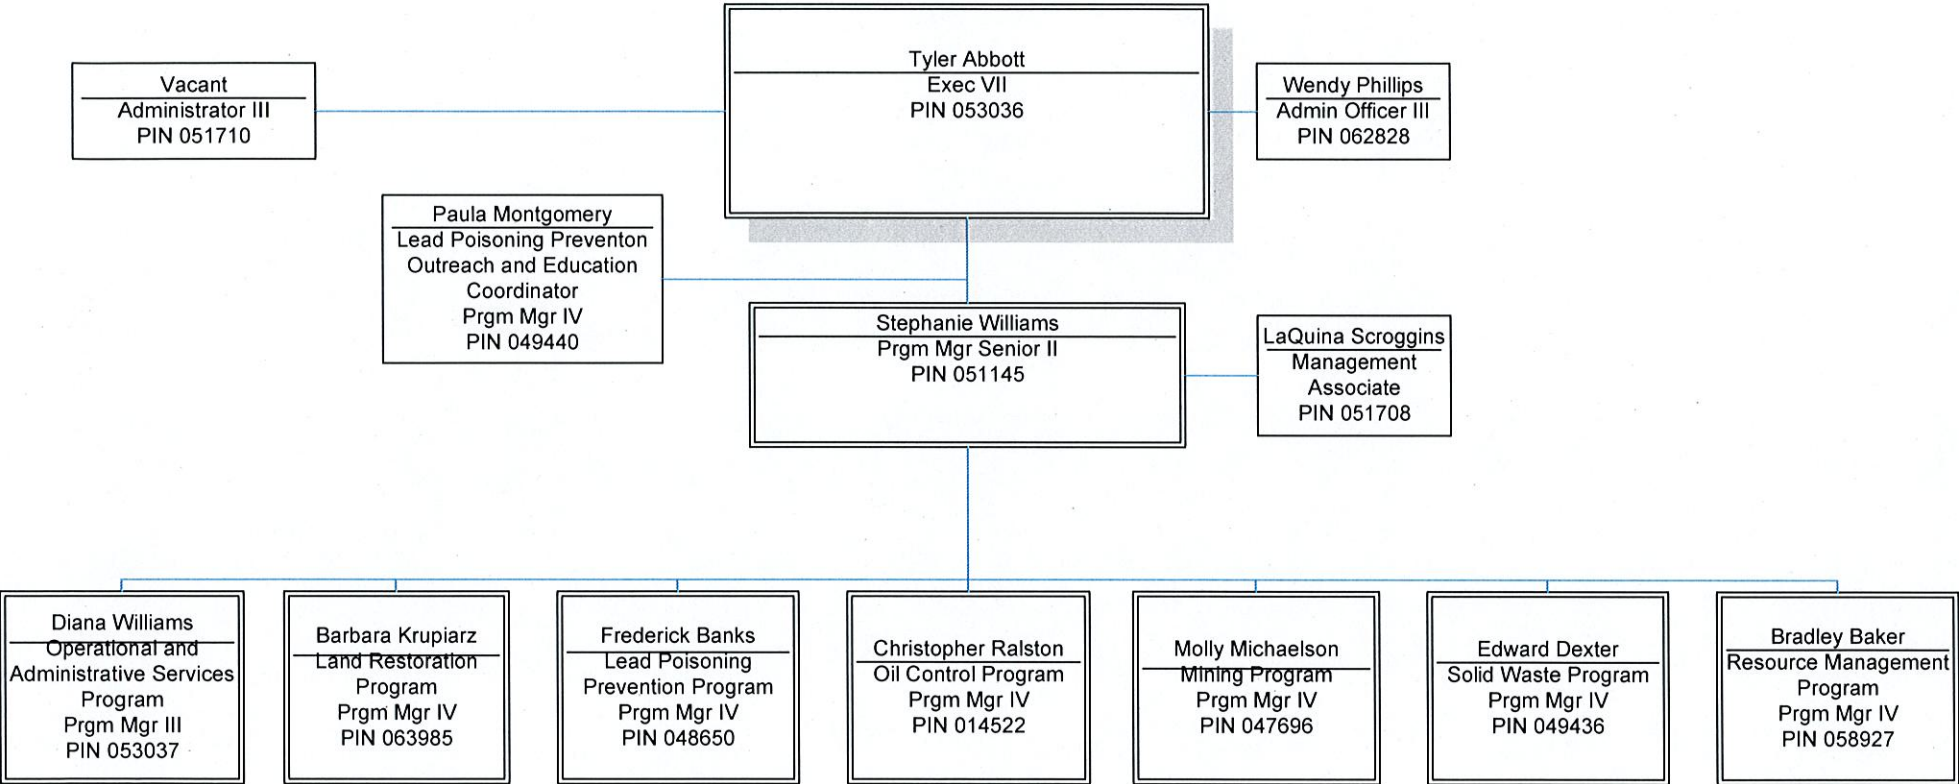 Tyler Abbott
Exec VII
PIN 053036
Vacant
Administrator III
PIN 051710
Wendy Phillips
Admin Officer III
PIN 062828
Paula Montgomery
Lead Poisoning Preventon
Outreach and Education
Coordinator
Prgm Mgr IV
PIN 049440
Stephanie Williams
Prgm Mgr Senior II
PIN 051145
LaQuina Scroggins
Management
Associate
PIN 051708
Diana Williams
Operational and
Administrative Services
Program
Prgm Mgr III
PIN 053037
Barbara Krupiarz
Land Restoration
Program
Prgm Mgr IV
PIN 063985
Frederick Banks
Lead Poisoning
Prevention Program
Prgm Mgr IV
PIN 048650
Christopher Ralston
Oil Control Program
Prgm Mgr IV
PIN 014522
Molly Michaelson
Mining Program
Prgm Mgr IV
PIN 047696
Edward Dexter
Solid Waste Program
Prgm Mgr IV
PIN 049436
Bradley Baker
Resource Management
Program
Prgm Mgr IV
PIN 058927